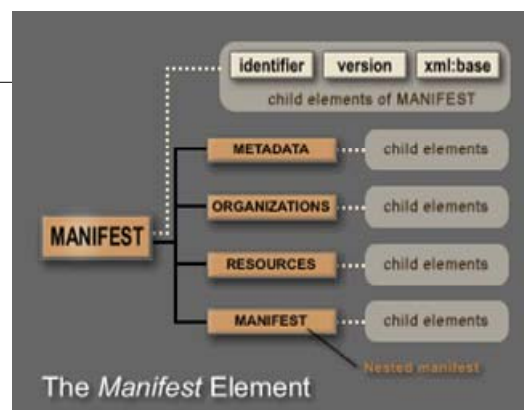 identifier version xml:base
child elements of MANIFEST
METADATA child elements
ORGANIZATIONS child elements
MANIFEST
RESOURCES child elements
MANIFEST child elements
Nested manifest
The Manifest Element